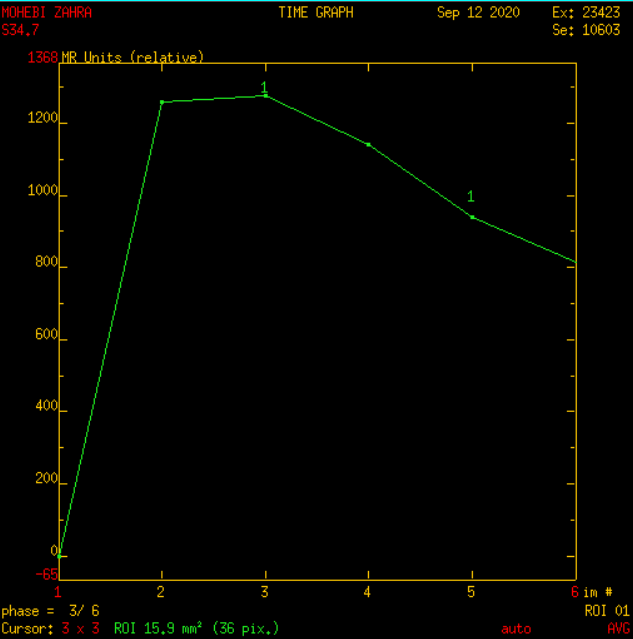 MOHEBI ZAHRA TIME GRAPH Sep 12 2020 Ex: 23423
S34.7 Se: 10603
1368 MR Units (relative)
1
1200
1000
1
800
600
400
200
0
-65
1 2 3 4 5 6 im #
phase = 3/ 6 ROI 01
Cursor: 3 x 3 ROI 15.9 mm² (36 pix.) auto AVG